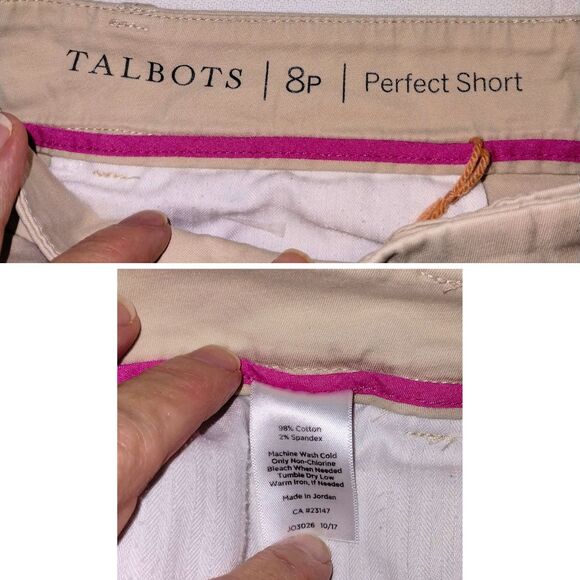 TALBOTS | 8P | Perfect Short
98% Cotton
2% Spandex
Machine Wash Cold
Only Non-Chlorine
Bleach When Needed
Tumble Dry Low
Warm Iron, If Needed
Made In Jordan
CA #23147
JO3D26 10/17